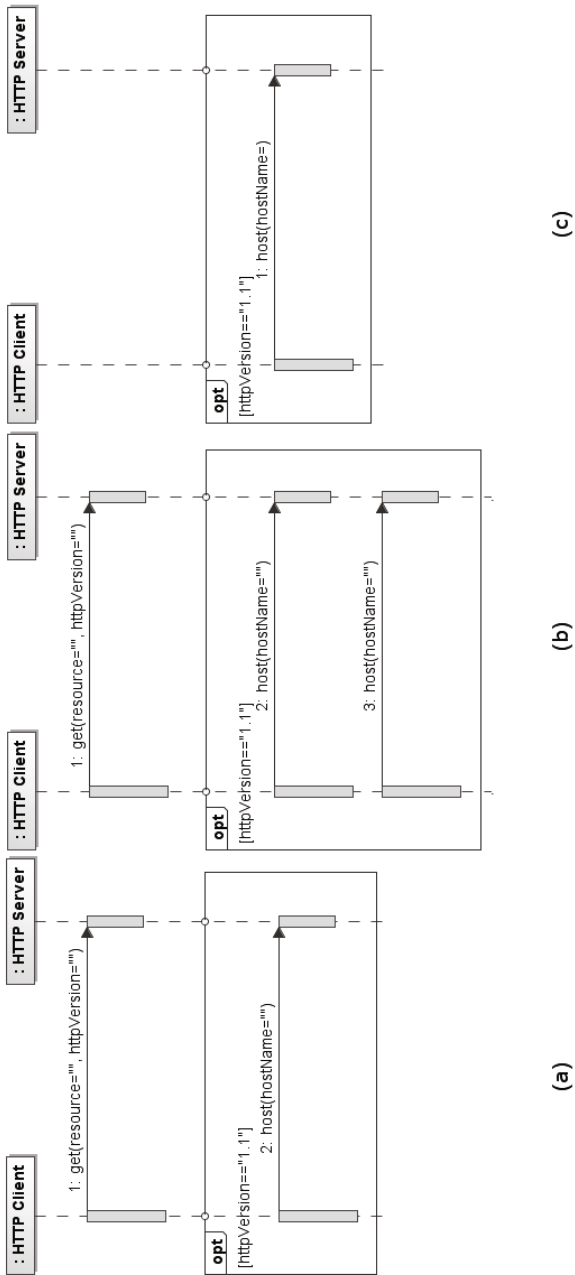 : HTTP Client
: HTTP Server
1: get(resource="", httpVersion="")
opt
[httpVersion=="1.1"]
2: host(hostName="")
(a)
: HTTP Client
: HTTP Server
1: get(resource="", httpVersion="")
opt
[httpVersion=="1.1"]
2: host(hostName="")
3: host(hostName="")
(b)
: HTTP Client
: HTTP Server
opt
[httpVersion=="1.1"]
1: host(hostName=)
(c)